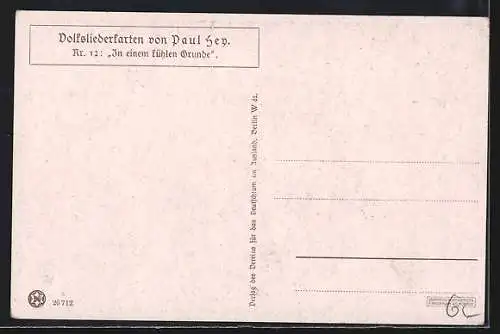 Volksliederkarten von Paul Hey.
Nr. 12: „In einem kühlen Grunde“.
Verlag des Vereins für das Deutschtum im Ausland, Berlin W 62.
26712